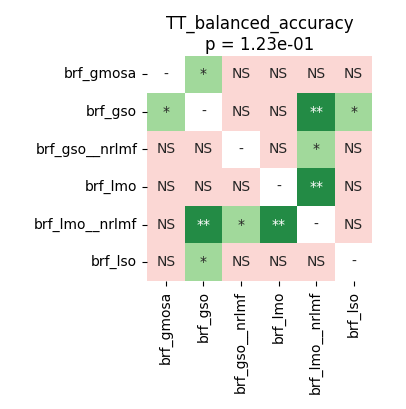 TT_balanced_accuracy
p = 1.23e-01
brf_gmosa - * NS NS NS NS
brf_gso * - NS NS ** *
brf_gso__nrlmf NS NS - NS * NS
brf_lmo NS NS NS - ** NS
brf_lmo__nrlmf NS ** * ** - NS
brf_lso NS * NS NS NS -
brf_gmosa
brf_gso
brf_gso__nrlmf
brf_lmo
brf_lmo__nrlmf
brf_lso